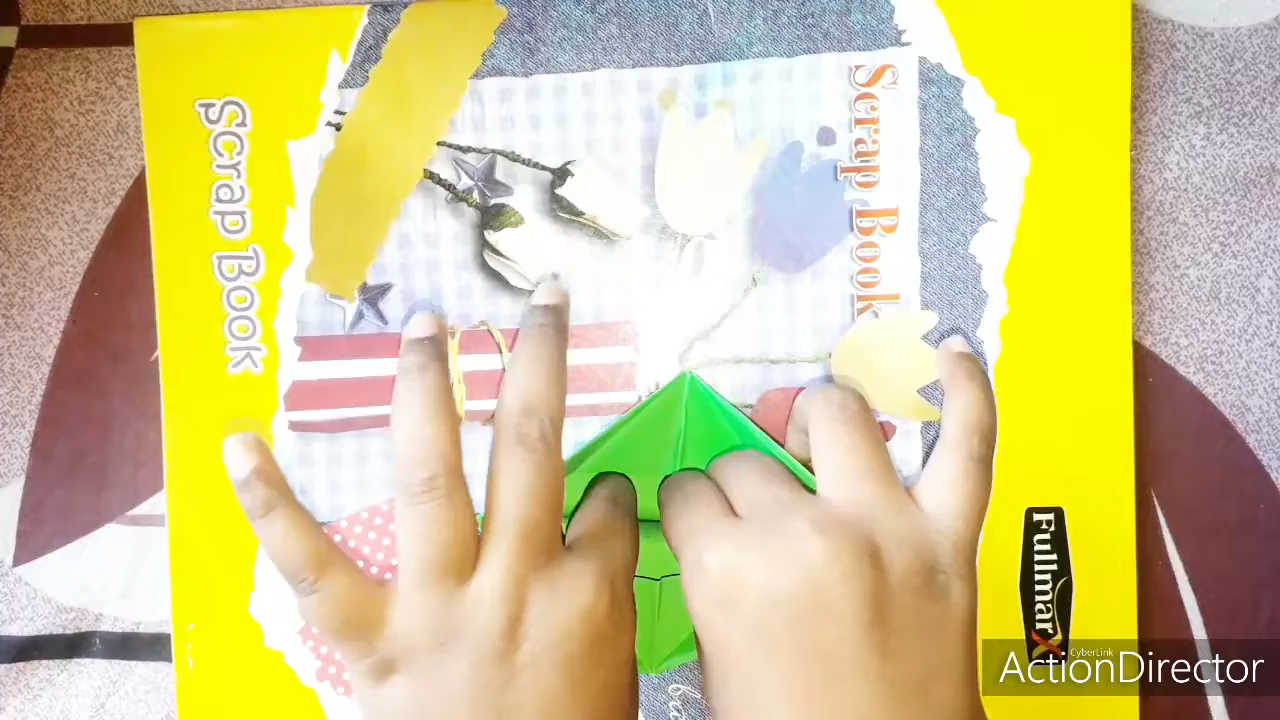 Scrap Book
Scrap Book
FullmarX
CyberLink
ActionDirector